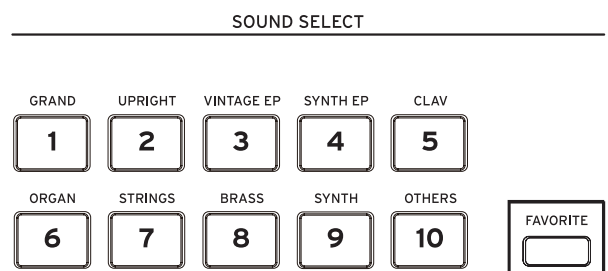 SOUND SELECT
GRAND UPRIGHT VINTAGE EP SYNTH EP CLAV
1 2 3 4 5
ORGAN STRINGS BRASS SYNTH OTHERS
FAVORITE
6 7 8 9 10